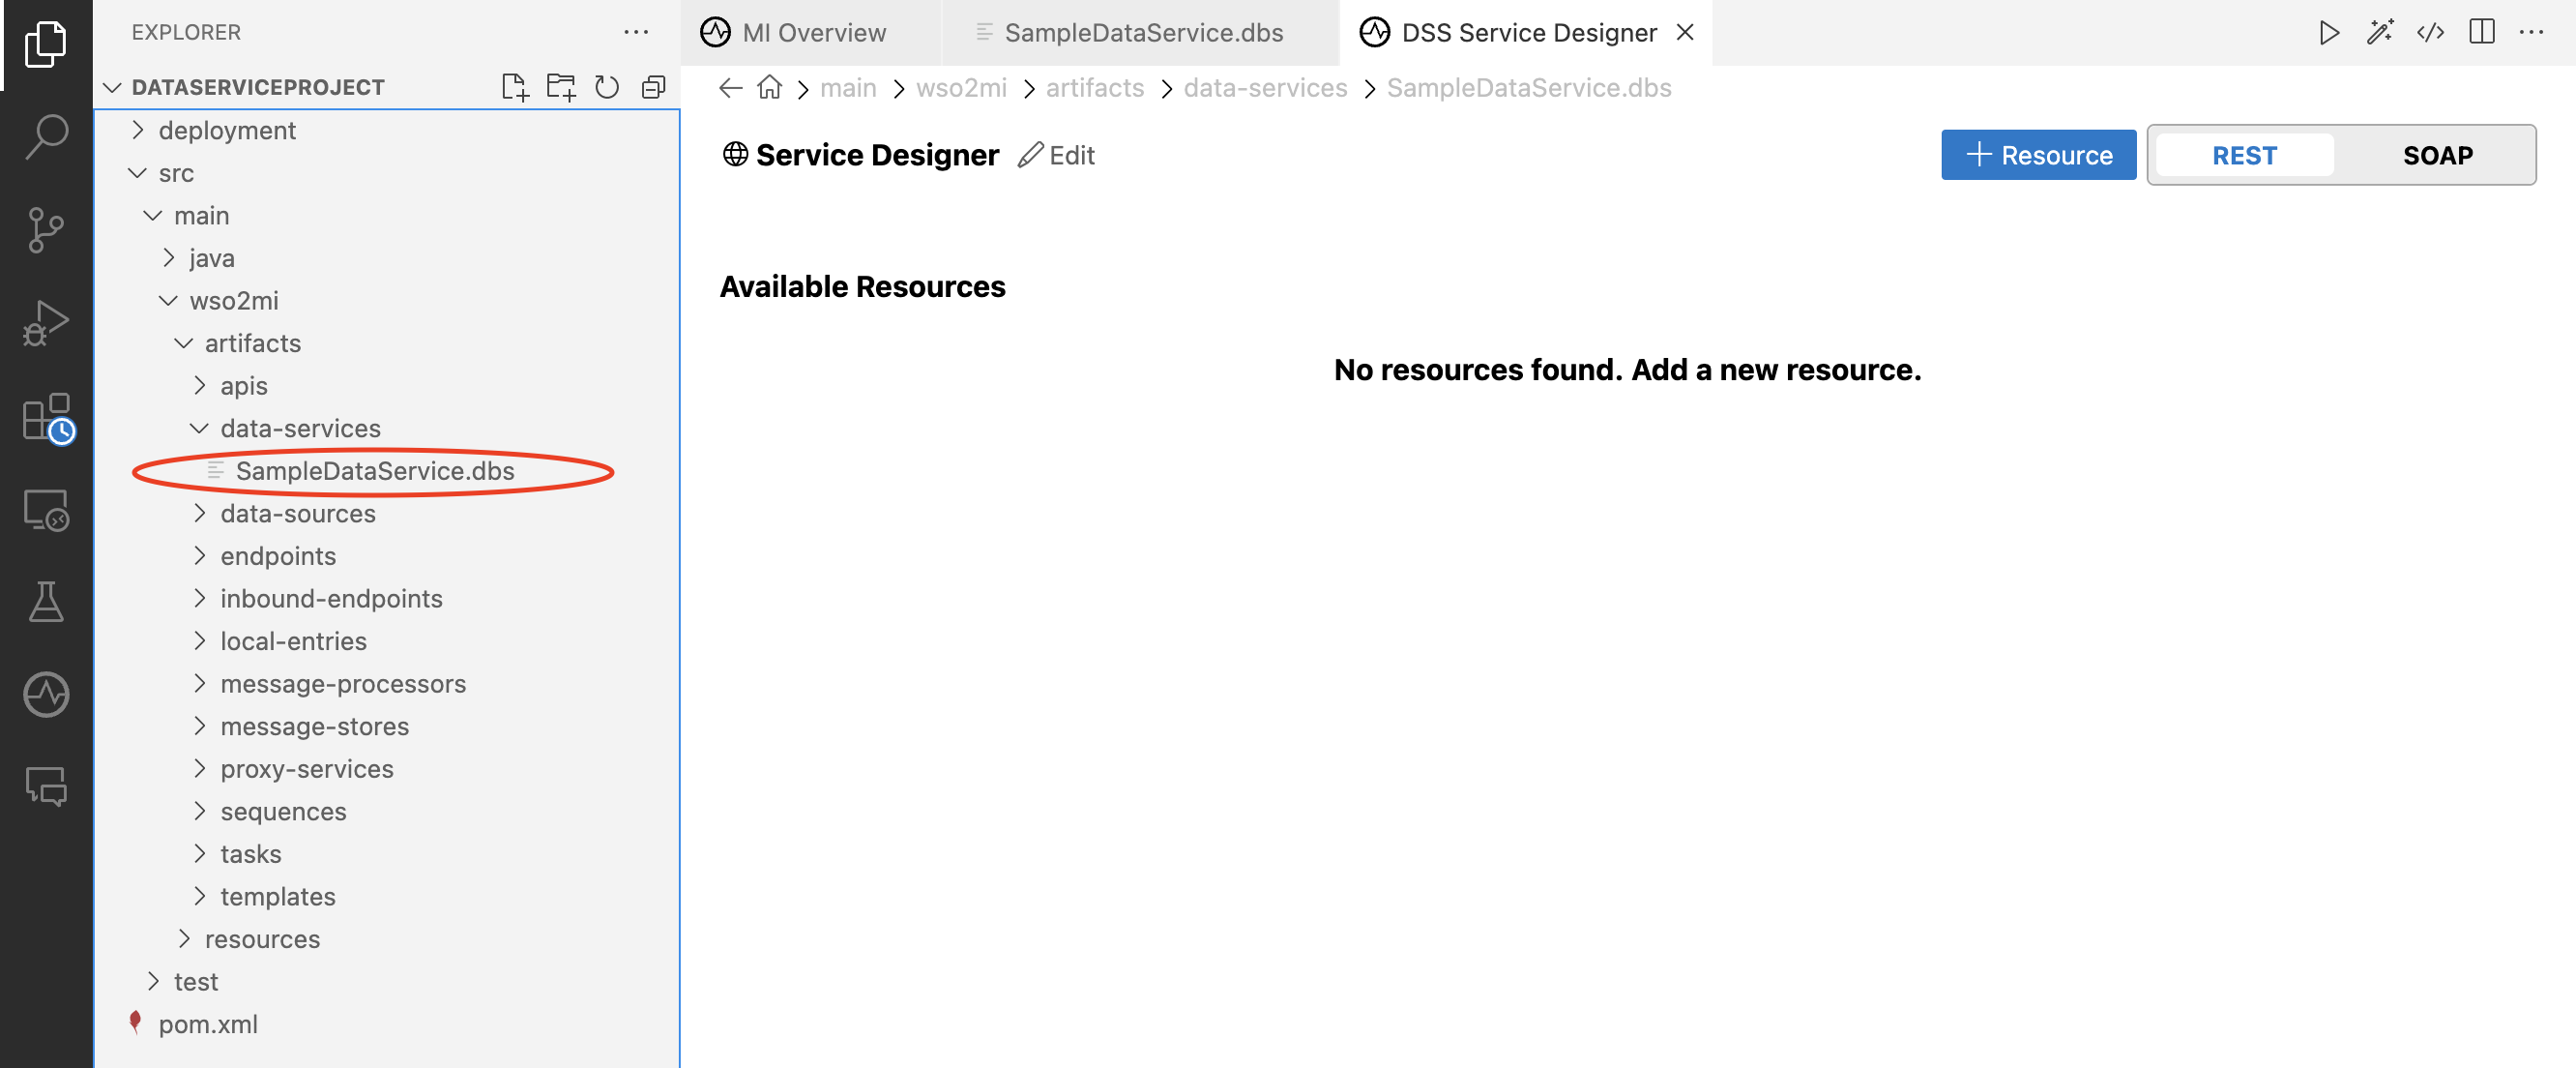 EXPLORER
DATASERVICEPROJECT
deployment
src
main
java
wso2mi
artifacts
apis
data-services
SampleDataService.dbs
data-sources
endpoints
inbound-endpoints
local-entries
message-processors
message-stores
proxy-services
sequences
tasks
templates
resources
test
pom.xml
MI Overview
SampleDataService.dbs
DSS Service Designer
main > wso2mi > artifacts > data-services > SampleDataService.dbs
Service Designer Edit
+ Resource
REST
SOAP
Available Resources
No resources found. Add a new resource.